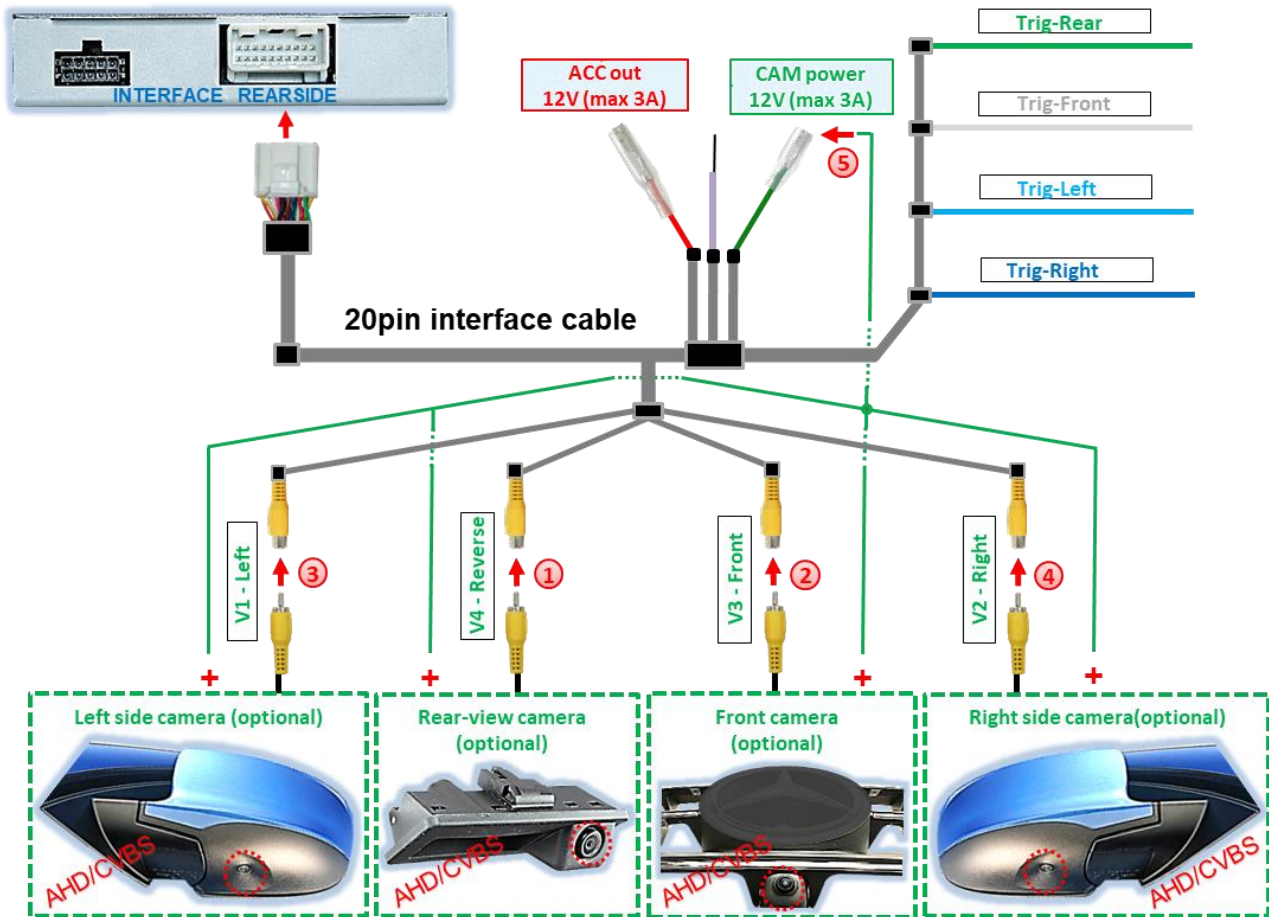 INTERFACE REARSIDE
ACC out
12V (max 3A)
CAM power
12V (max 3A)
Trig-Rear
Trig-Front
Trig-Left
Trig-Right
5
20pin interface cable
V1 - Left
3
V4 - Reverse
1
V3 - Front
2
V2 - Right
4
+
+
+
+
Left side camera (optional)
AHD/CVBS
Rear-view camera
(optional)
AHD/CVBS
Front camera
(optional)
AHD/CVBS
Right side camera(optional)
AHD/CVBS